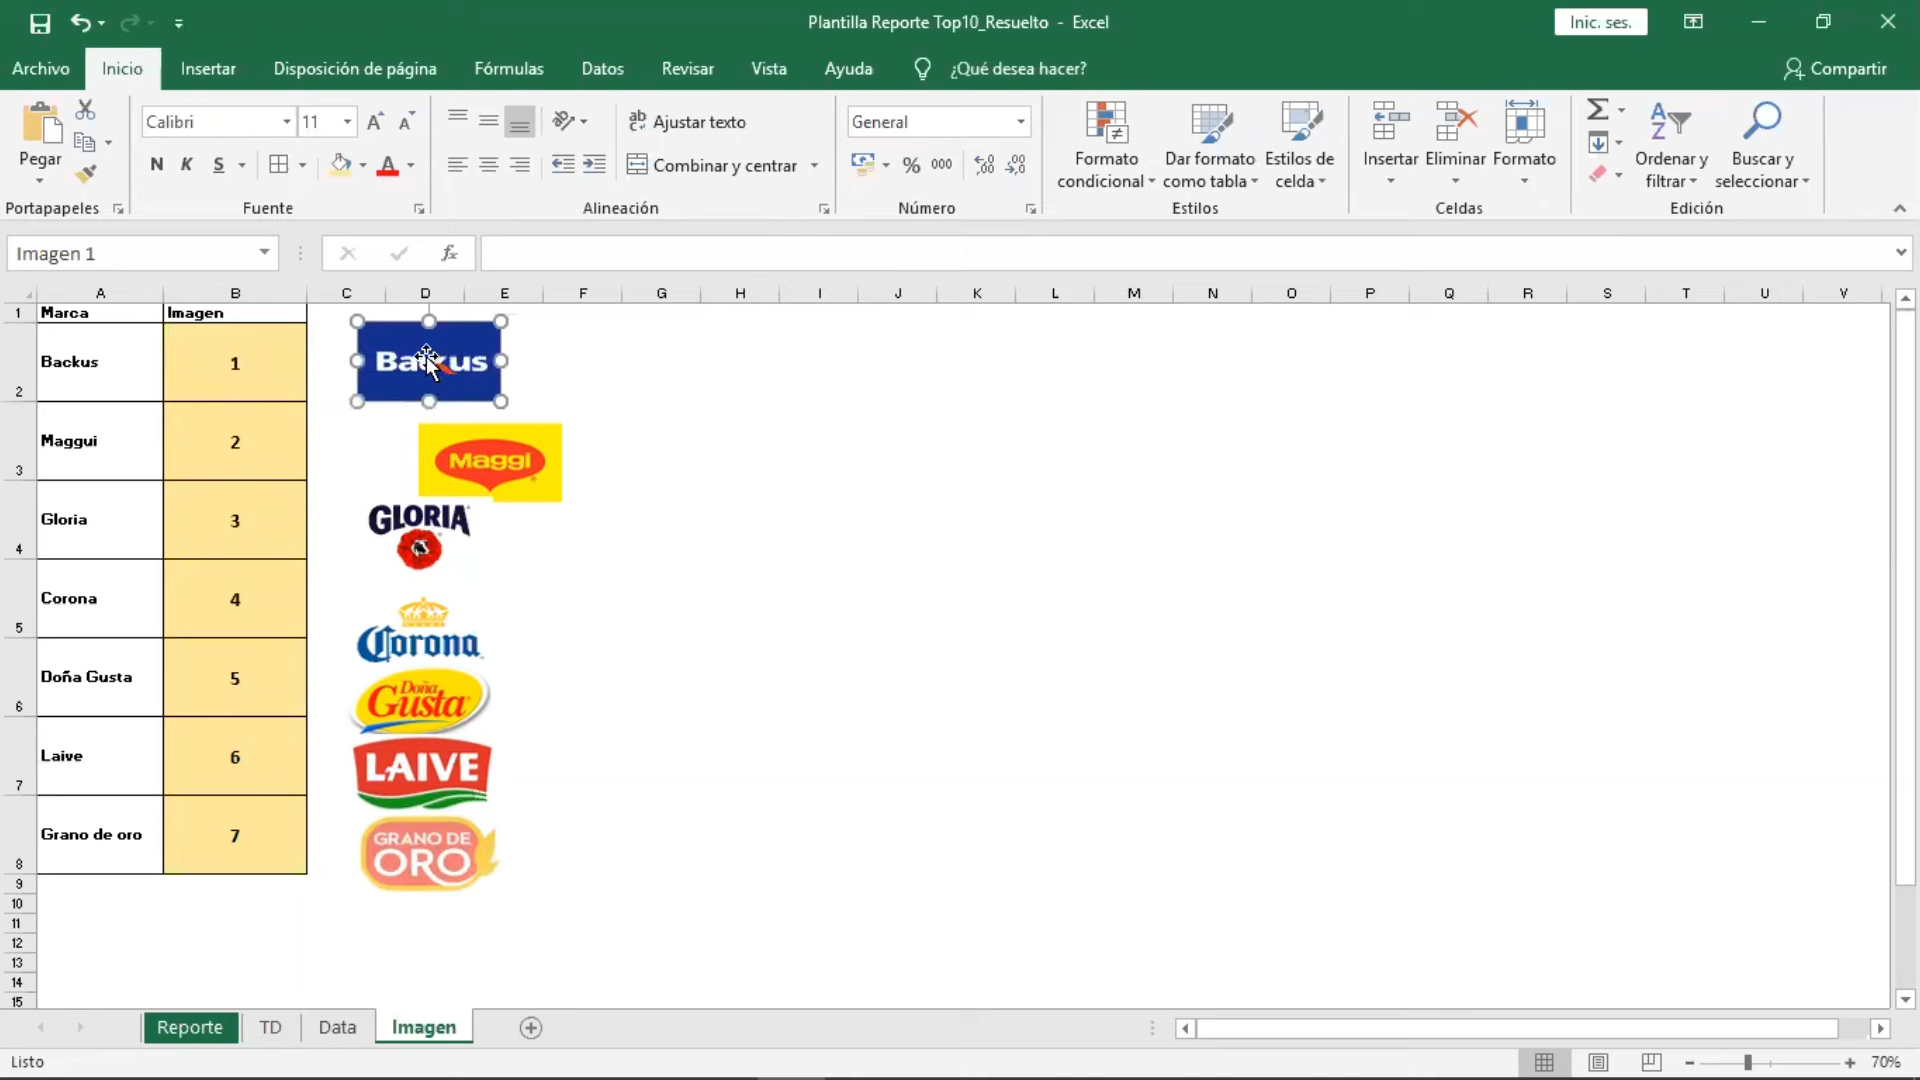 Plantilla Reporte Top10_Resuelto - Excel
Inic. ses.
Archivo Inicio Insertar Disposición de página Fórmulas Datos Revisar Vista Ayuda ¿Qué desea hacer? Compartir
Pegar
Calibri 11
N K S A
ab Ajustar texto
Combinar y centrar
General
% 000
Formato condicional
Dar formato como tabla
Estilos de celda
Insertar Eliminar Formato
Ordenar y filtrar
Buscar y seleccionar
Portapapeles Fuente Alineación Número Estilos Celdas Edición
Imagen 1 fx
A B C D E F G H I J K L M N O P Q R S T U V
1 Marca Imagen
2 Backus 1 Backus
3 Maggui 2 Maggi
4 Gloria 3 GLORIA
5 Corona 4 Corona
6 Doña Gusta 5 Doña Gusta
7 Laive 6 LAIVE
8 Grano de oro 7 GRANO DE ORO
9
10
11
12
13
14
15
Reporte TD Data Imagen
Listo 70%